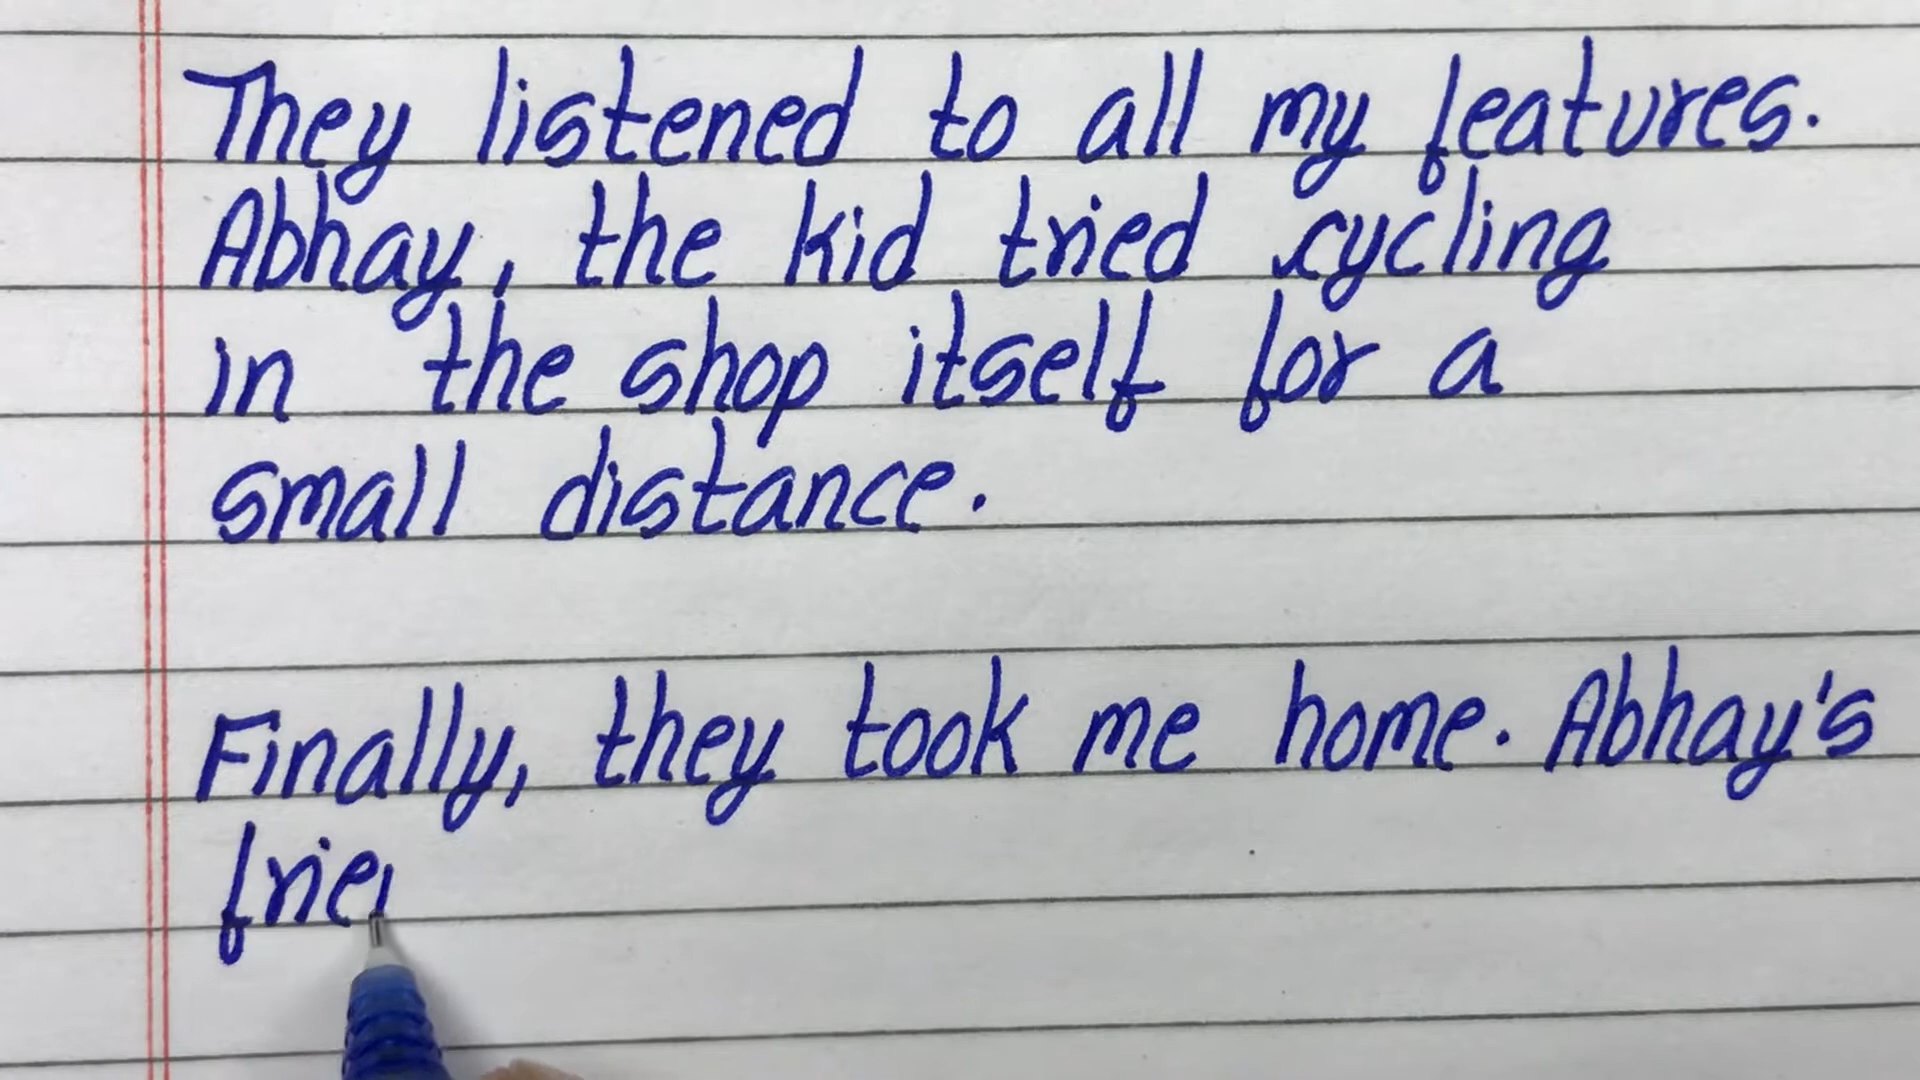 They listened to all my features.
Abhay, the kid tried cycling
in the shop itself for a
small distance.
Finally, they took me home. Abhay's
frie